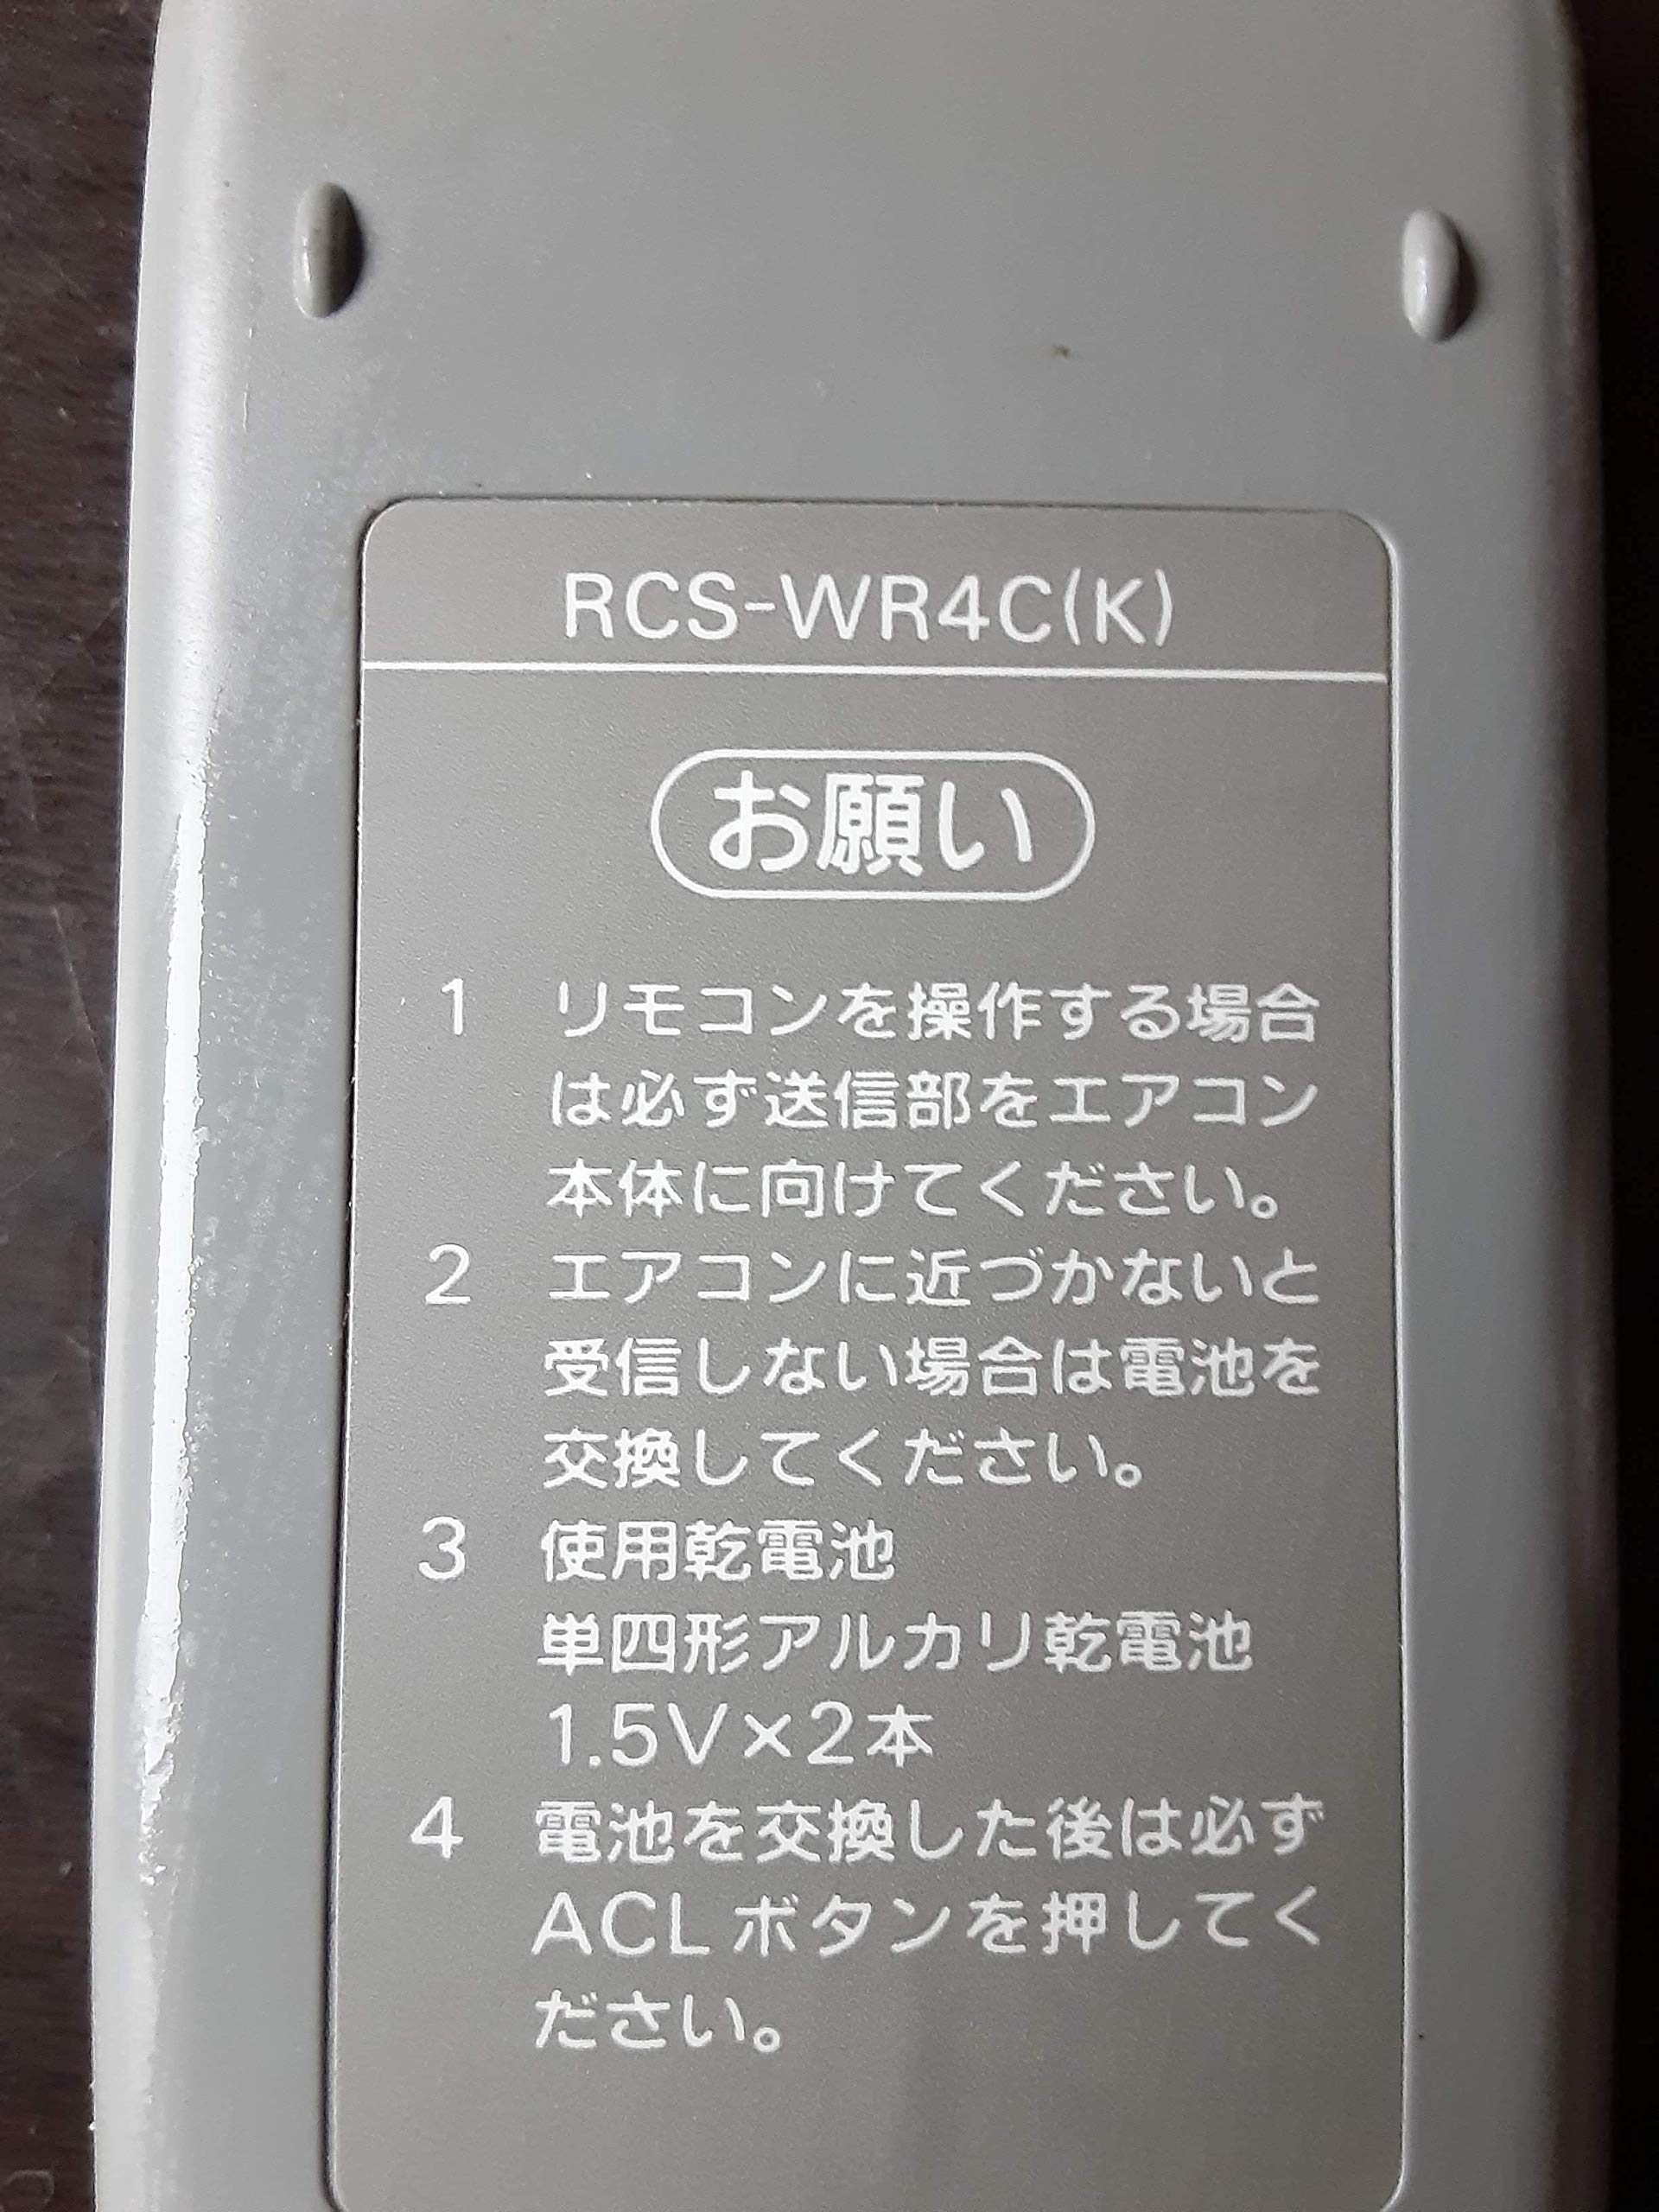 RCS-WR4C(K)
お願い
1 リモコンを操作する場合
は必ず送信部をエアコン
本体に向けてください。
2 エアコンに近づかないと
受信しない場合は電池を
交換してください。
3 使用乾電池
単四形アルカリ乾電池
1.5V×2本
4 電池を交換した後は必ず
ACLボタンを押してく
ださい。